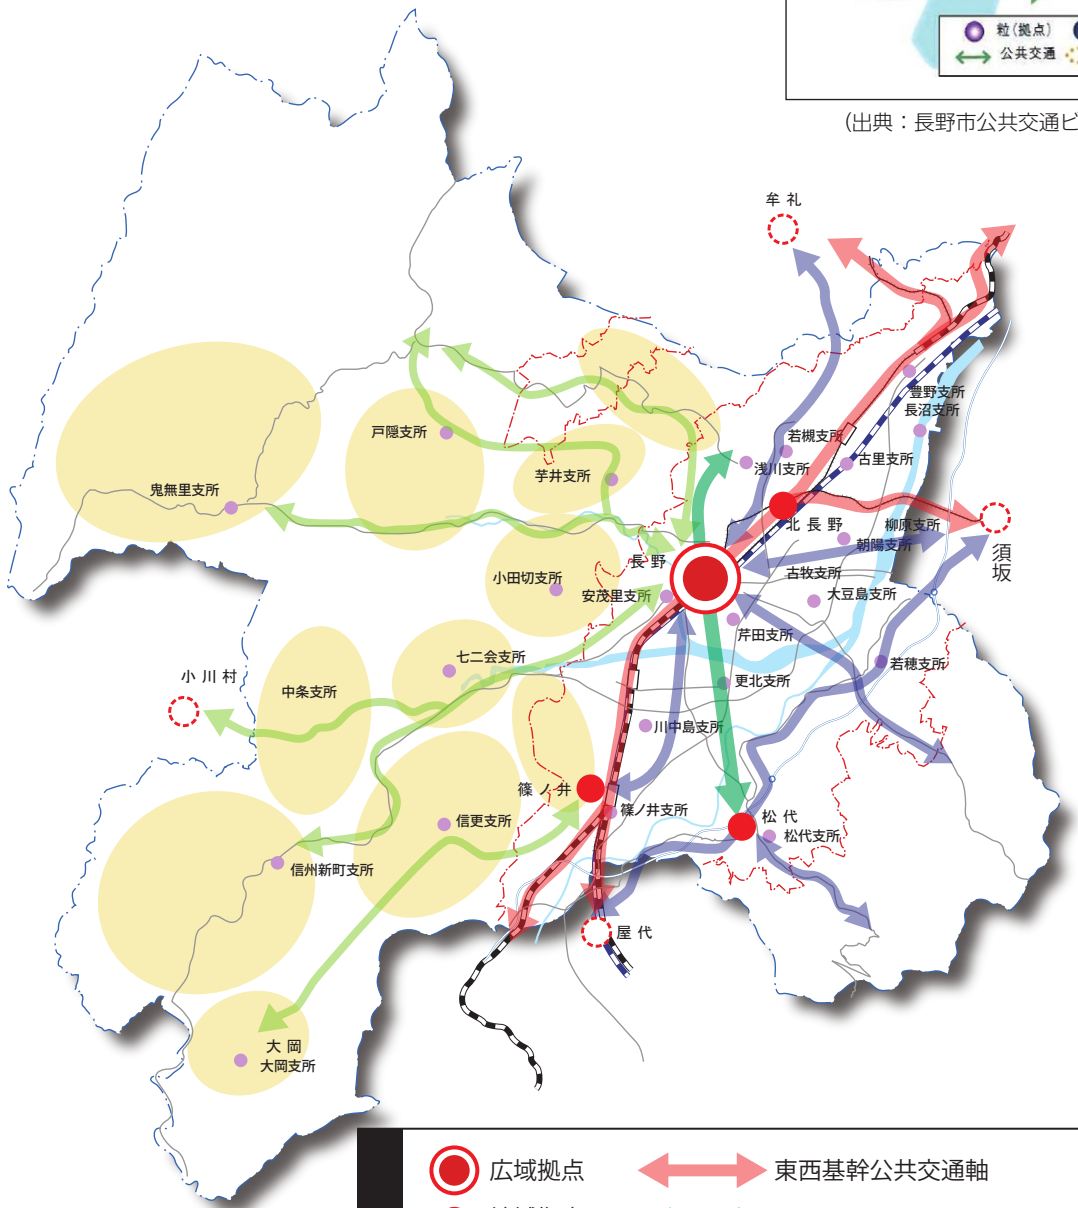 粒(拠点)
公共交通
(出典：長野市公共交通ビ
牟礼
豊野支所
長沼支所
戸隠支所
若槻支所
浅川支所
古里支所
芋井支所
鬼無里支所
北長野
柳原支所
朝陽支所
須坂
長野
小田切支所
安茂里支所
古牧支所
大豆島支所
芹田支所
七二会支所
若穂支所
小川村
中条支所
更北支所
川中島支所
篠ノ井
篠ノ井支所
信更支所
松代
松代支所
信州新町支所
屋代
大岡
大岡支所
広域拠点
東西基幹公共交通軸